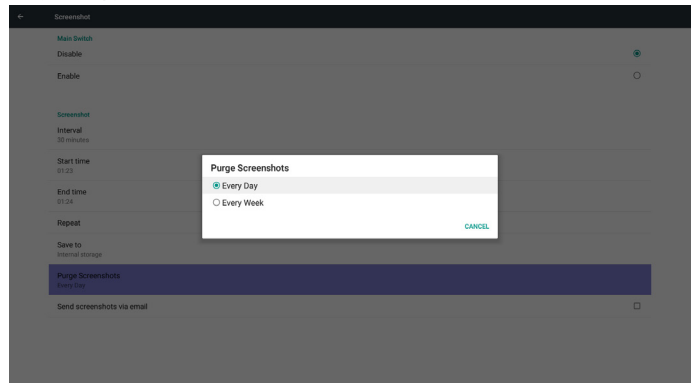 Screenshot
Main Switch
Disable
Enable
Screenshot
Interval
30 minutes
Start time
01:23
End time
01:24
Repeat
Save to
Internal storage
Purge Screenshots
Every Day
Send screenshots via email
Purge Screenshots
Every Day
Every Week
CANCEL